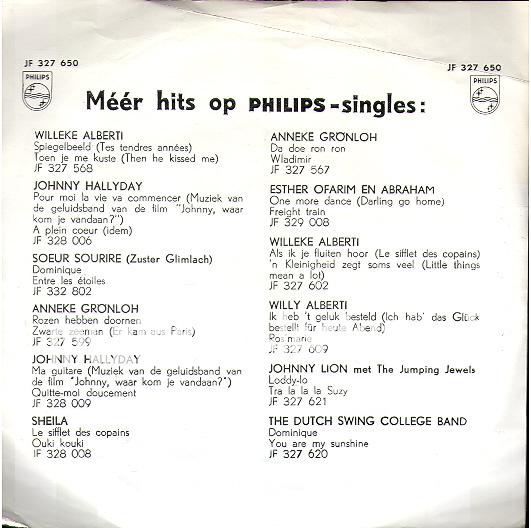 JF 327 650
JF 327 650
PHILIPS
PHILIPS
Méér hits op PHILIPS-singles:
WILLEKE ALBERTI
Spiegelbeeld (Tes tendres années)
Toen je me kuste (Then he kissed me)
JF 327 568
JOHNNY HALLYDAY
Pour moi la vie va commencer (Muziek van
de geluidsband van de film "Johnny, waar
kom je vandaan?")
A plein coeur (idem)
JF 328 006
SOEUR SOURIRE (Zuster Glimlach)
Dominique
Entre les étoiles
JF 332 802
ANNEKE GRÖNLOH
Rozen hebben doornen
Zwarte zeeman (Er kam aus Paris)
JF 327 599
JOHNNY HALLYDAY
Ma guitare (Muziek van de geluidsband van
de film "Johnny, waar kom je vandaan?")
Quitte-moi doucement
JF 328 009
SHEILA
Le sifflet des copains
Ouki kouki
JF 328 008
ANNEKE GRÖNLOH
Da doe ron ron
Wladimir
JF 327 567
ESTHER OFARIM EN ABRAHAM
One more dance (Darling go home)
Freight train
JF 329 008
WILLEKE ALBERTI
Als ik je fluiten hoor (Le sifflet des copains)
'n Kleinigheid zegt soms veel (Little things
mean a lot)
JF 327 602
WILLY ALBERTI
Ik heb 't geluk besteld (Ich hab' das Glück
bestellt für heute Abend)
Rosmarie
JF 327 609
JOHNNY LION met The Jumping Jewels
Loddy-lo
Tra la la la Suzy
JF 327 621
THE DUTCH SWING COLLEGE BAND
Dominique
You are my sunshine
JF 327 620